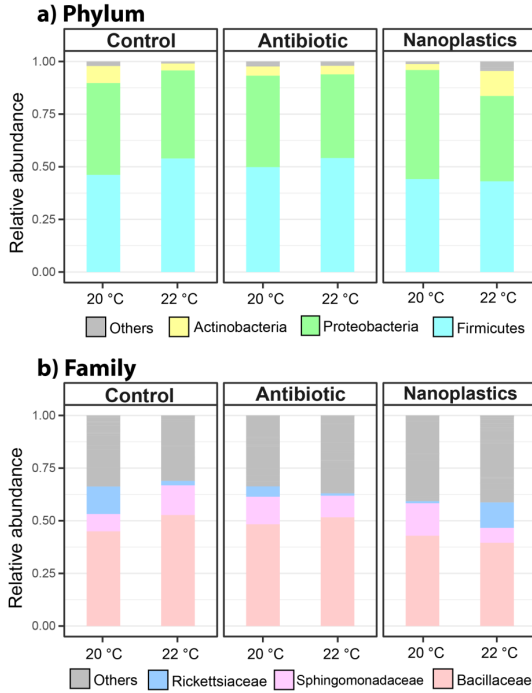 a) Phylum
Control Antibiotic Nanoplastics
1.00
0.75
0.50
0.25
0.00
Relative abundance
20 °C 22 °C 20 °C 22 °C 20 °C 22 °C
Others Actinobacteria Proteobacteria Firmicutes
b) Family
Control Antibiotic Nanoplastics
1.00
0.75
0.50
0.25
0.00
Relative abundance
20 °C 22 °C 20 °C 22 °C 20 °C 22 °C
Others Rickettsiaceae Sphingomonadaceae Bacillaceae